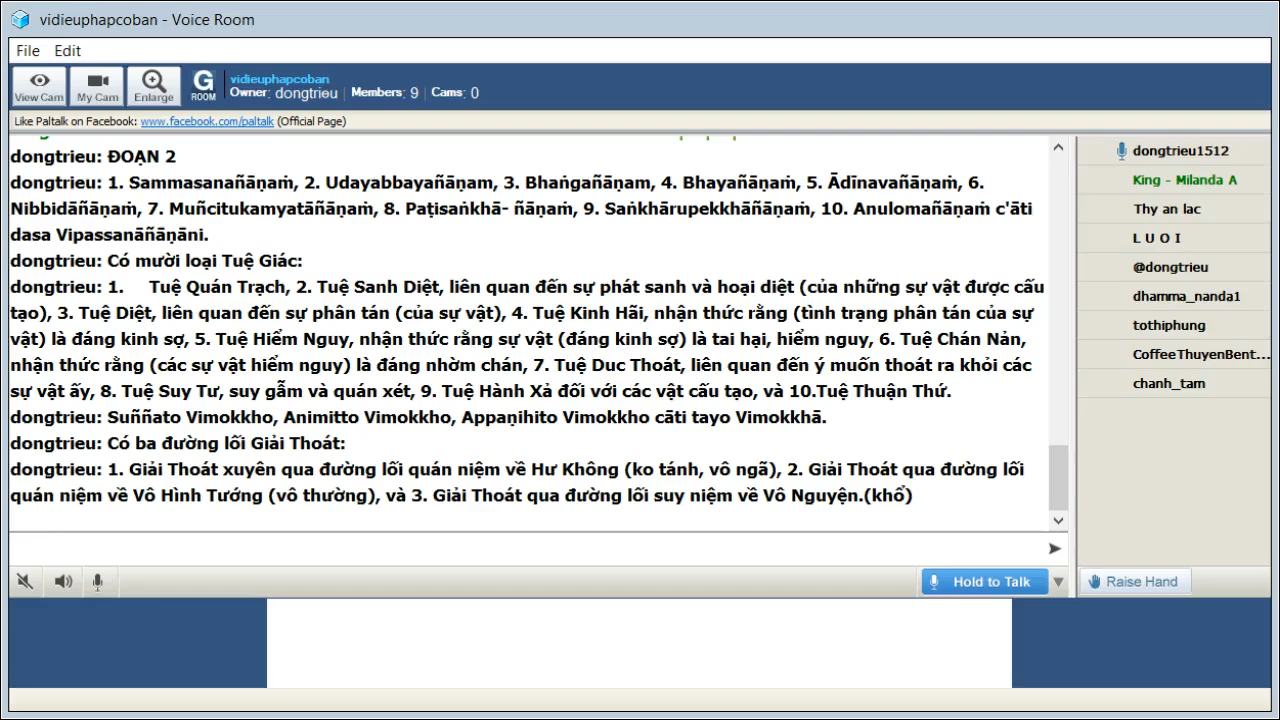 vidieuphapcoban - Voice Room
File Edit
View Cam
My Cam
Enlarge
G
ROOM
vidieuphapcoban
Owner: dongtrieu | Members: 9 | Cams: 0
Like Paltalk on Facebook: www.facebook.com/paltalk (Official Page)
dongtrieu: ĐOẠN 2
dongtrieu: 1. Sammasanañāṇaṁ, 2. Udayabbayañāṇam, 3. Bhaṅgañāṇam, 4. Bhayañāṇaṁ, 5. Ādīnavañāṇaṁ, 6.
Nibbidāñāṇaṁ, 7. Muñcitukamyatāñāṇaṁ, 8. Paṭisaṅkhā- ñāṇaṁ, 9. Saṅkhārupekkhāñāṇaṁ, 10. Anulomañāṇaṁ c'āti
dasa Vipassanāñāṇāni.
dongtrieu: Có mười loại Tuệ Giác:
dongtrieu: 1. Tuệ Quán Trạch, 2. Tuệ Sanh Diệt, liên quan đến sự phát sanh và hoại diệt (của những sự vật được cấu
tạo), 3. Tuệ Diệt, liên quan đến sự phân tán (của sự vật), 4. Tuệ Kinh Hãi, nhận thức rằng (tình trạng phân tán của sự
vật) là đáng kinh sợ, 5. Tuệ Hiểm Nguy, nhận thức rằng sự vật (đáng kinh sợ) là tai hại, hiểm nguy, 6. Tuệ Chán Nản,
nhận thức rằng (các sự vật hiểm nguy) là đáng nhờm chán, 7. Tuệ Duc Thoát, liên quan đến ý muốn thoát ra khỏi các
sự vật ấy, 8. Tuệ Suy Tư, suy gẫm và quán xét, 9. Tuệ Hành Xả đối với các vật cấu tạo, và 10.Tuệ Thuận Thứ.
dongtrieu: Suññato Vimokkho, Animitto Vimokkho, Appaṇihito Vimokkho cāti tayo Vimokkhā.
dongtrieu: Có ba đường lối Giải Thoát:
dongtrieu: 1. Giải Thoát xuyên qua đường lối quán niệm về Hư Không (ko tánh, vô ngã), 2. Giải Thoát qua đường lối
quán niệm về Vô Hình Tướng (vô thường), và 3. Giải Thoát qua đường lối suy niệm về Vô Nguyện.(khổ)
dongtrieu1512
King - Milanda A
Thy an lac
L U O I
@dongtrieu
dhamma_nanda1
tothiphung
CoffeeThuyenBent...
chanh_tam
Hold to Talk
Raise Hand